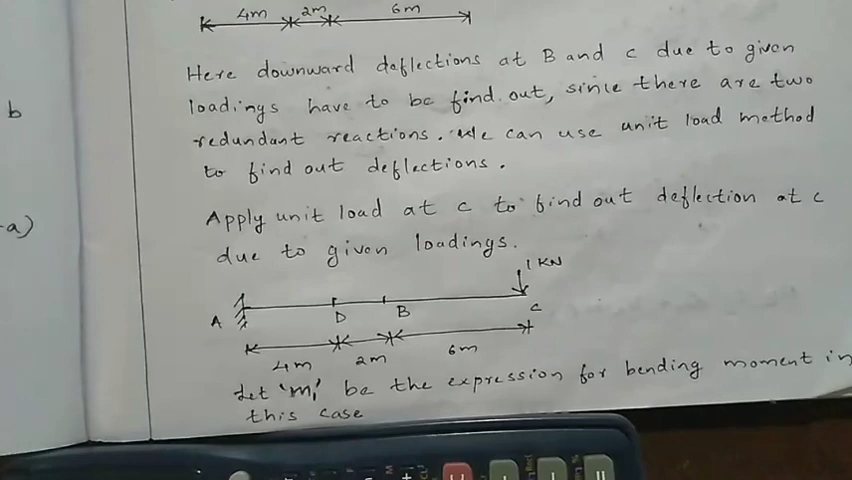 4m 2m 6m
Here downward deflections at B and c due to given
b
loadings have to be find out, since there are two
redundant reactions. We can use unit load method
to find out deflections.
-a)
Apply unit load at c to find out deflection at c
due to given loadings.
1 KN
A D B C
4m 2m 6m
Let 'm₁' be the expression for bending moment in
this case